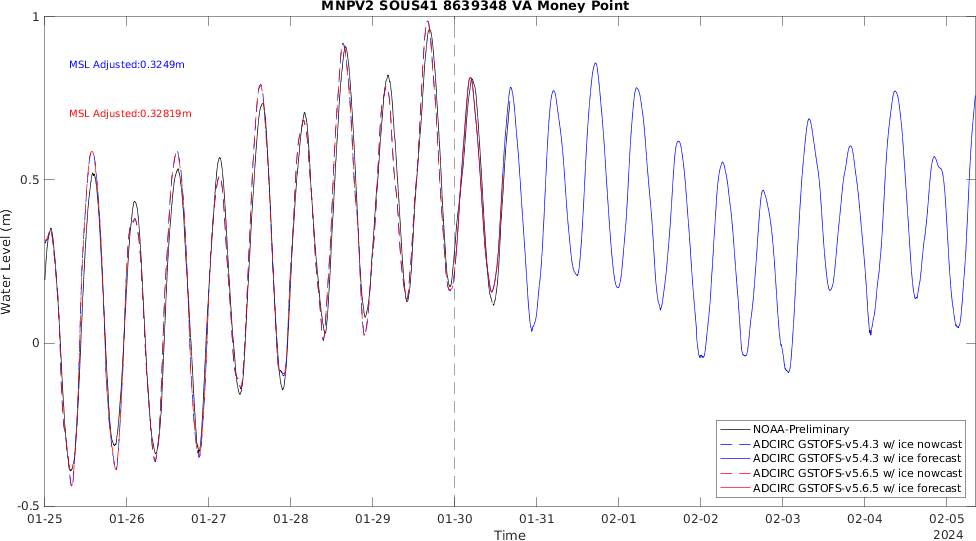 MNPV2 SOUS41 8639348 VA Money Point
MSL Adjusted:0.3249m
MSL Adjusted:0.32819m
Water Level (m)
1
0.5
0
-0.5
NOAA-Preliminary
ADCIRC GSTOFS-v5.4.3 w/ ice nowcast
ADCIRC GSTOFS-v5.4.3 w/ ice forecast
ADCIRC GSTOFS-v5.6.5 w/ ice nowcast
ADCIRC GSTOFS-v5.6.5 w/ ice forecast
01-25 01-26 01-27 01-28 01-29 01-30 01-31 02-01 02-02 02-03 02-04 02-05
Time
2024